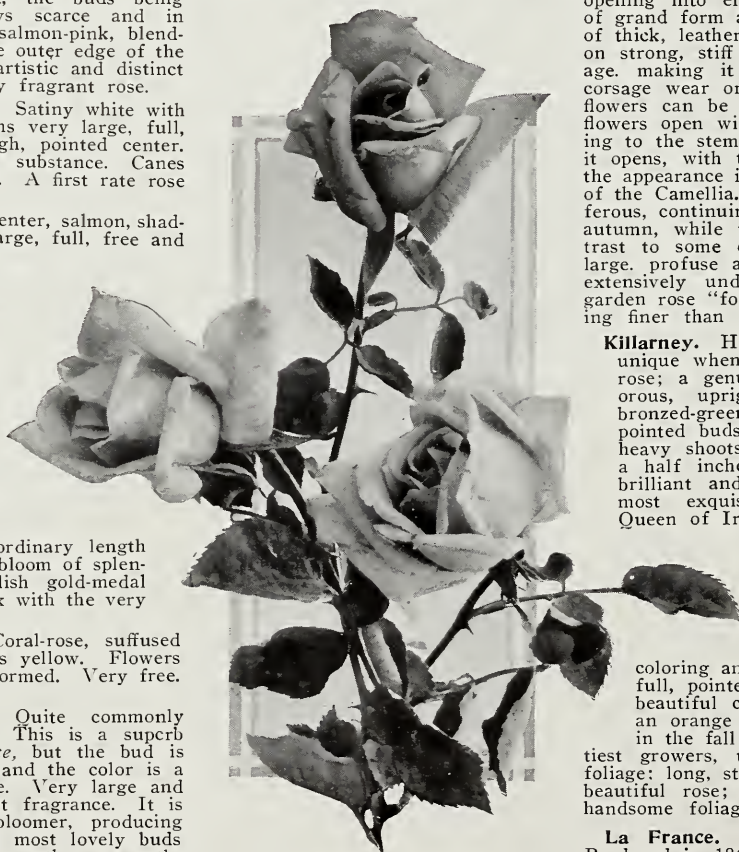 the buds being
ys scarce and in
salmon-pink, blend-
e outer edge of the
artistic and distinct
y fragrant rose.
Satiny white with
ns very large, full,
gh, pointed center.
substance. Canes
. A first rate rose
enter, salmon, shad-
arge, full, free and
ordinary length
bloom of splen-
lish gold-medal
k with the very
Coral-rose, suffused
s yellow. Flowers
ormed. Very free.
Quite commonly
This is a superb
e, but the bud is
and the color is a
e. Very large and
t fragrance. It is
bloomer, producing
most lovely buds
opening into
of grand form
of thick, leather
on strong, stiff
age. making it
corsage wear or
flowers can be
flowers open wi
ing to the stem
it opens, with
the appearance i
of the Camellia.
ferous, continuin
autumn, while
trast to some
large. profuse a
extensively und
garden rose "fo
ing finer than
Killarney. H
unique when
rose; a genu
orous, uprig
bronzed-green
pointed buds
heavy shoots
a half inche
brilliant and
most exquis
Queen of Ir
coloring an
full, pointe
beautiful c
an orange
in the fall
tiest growers,
foliage: long, st
beautiful rose;
handsome foliag
La France.